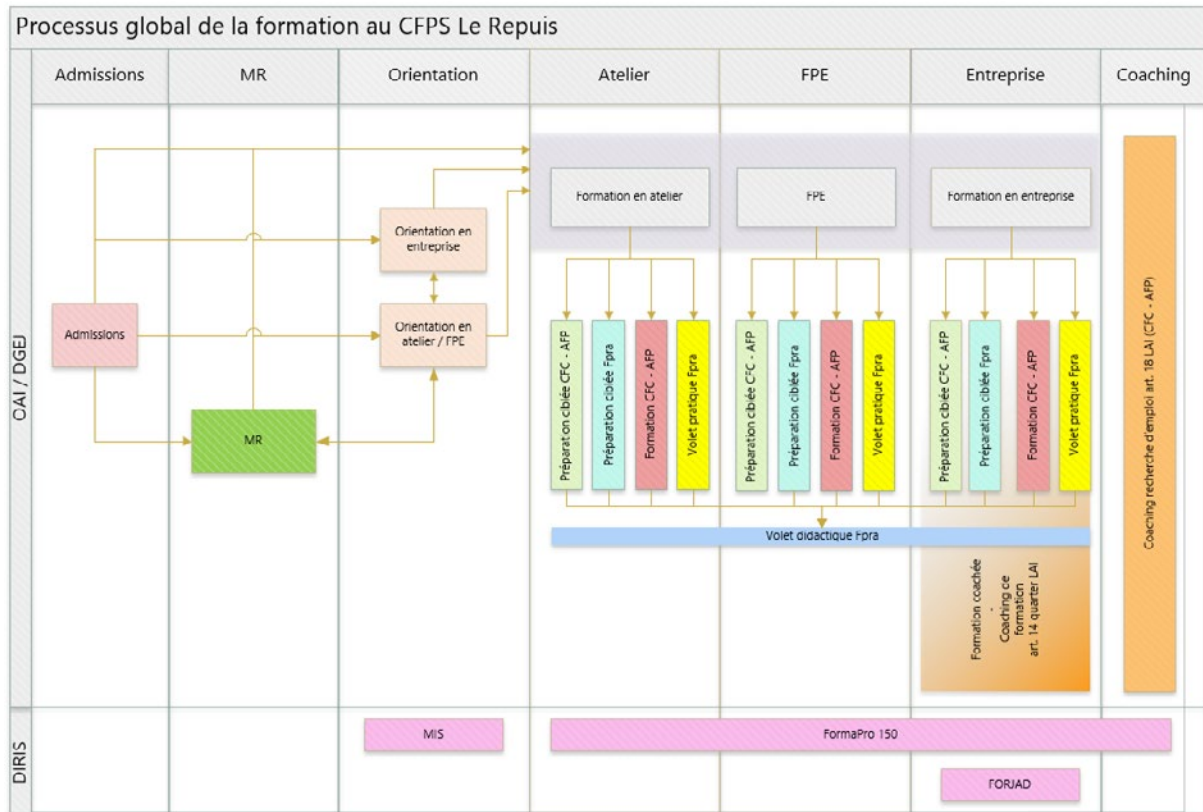 Processus global de la formation au CFPS Le Repuis
Admissions
MR
Orientation
Atelier
FPE
Entreprise
Coaching
OAI / DGEJ
Formation en atelier
FPE
Formation en entreprise
Orientation en
entreprise
Admissions
Orientation en
atelier / FPE
MR
Préparation ciblée CFC - AFP
Préparation ciblée Fpra
Formation CFC - AFP
Volet pratique Fpra
Préparation ciblée CFC - AFP
Préparation ciblée Fpra
Formation CFC - AFP
Volet pratique Fpra
Préparation ciblée CFC - AFP
Préparation ciblée Fpra
Formation CFC - AFP
Volet pratique Fpra
Volet didactique Fpra
Formation coachée
-
Coaching de
formation
art. 14 quarter LAI
Coaching recherche d'emploi art. 18 LAI (CFC - AFP)
DIRIS
MIS
FormaPro 150
FORJAD